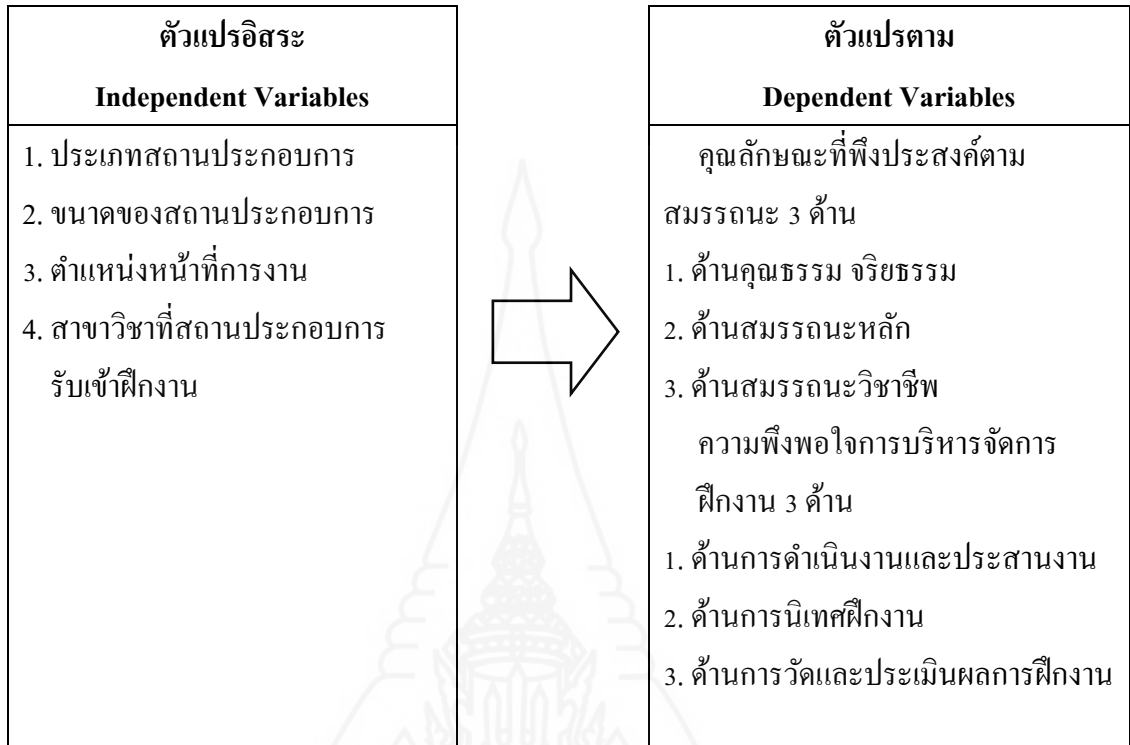 ตัวแปรอิสระ
Independent Variables
1. ประเภทสถานประกอบการ
2. ขนาดของสถานประกอบการ
3. ตำแหน่งหน้าที่การงาน
4. สาขาวิชาที่สถานประกอบการ
รับเข้าฝึกงาน
ตัวแปรตาม
Dependent Variables
คุณลักษณะที่พึงประสงค์ตาม
สมรรถนะ 3 ด้าน
1. ด้านคุณธรรม จริยธรรม
2. ด้านสมรรถนะหลัก
3. ด้านสมรรถนะวิชาชีพ
ความพึงพอใจการบริหารจัดการ
ฝึกงาน 3 ด้าน
1. ด้านการดำเนินงานและประสานงาน
2. ด้านการนิเทศฝึกงาน
3. ด้านการวัดและประเมินผลการฝึกงาน